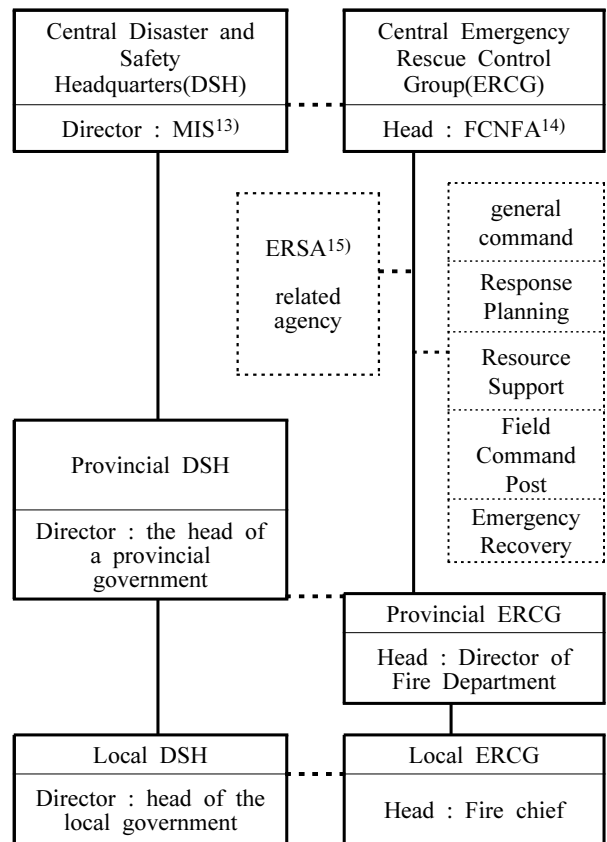 Central Disaster and
Safety
Headquarters(DSH)
Director : MIS13)
Central Emergency
Rescue Control
Group(ERCG)
Head : FCNFA14)
ERSA15)
related
agency
general
command
Response
Planning
Resource
Support
Field
Command
Post
Emergency
Recovery
Provincial DSH
Director : the head of
a provincial
government
Provincial ERCG
Head : Director of
Fire Department
Local DSH
Director : head of the
local government
Local ERCG
Head : Fire chief